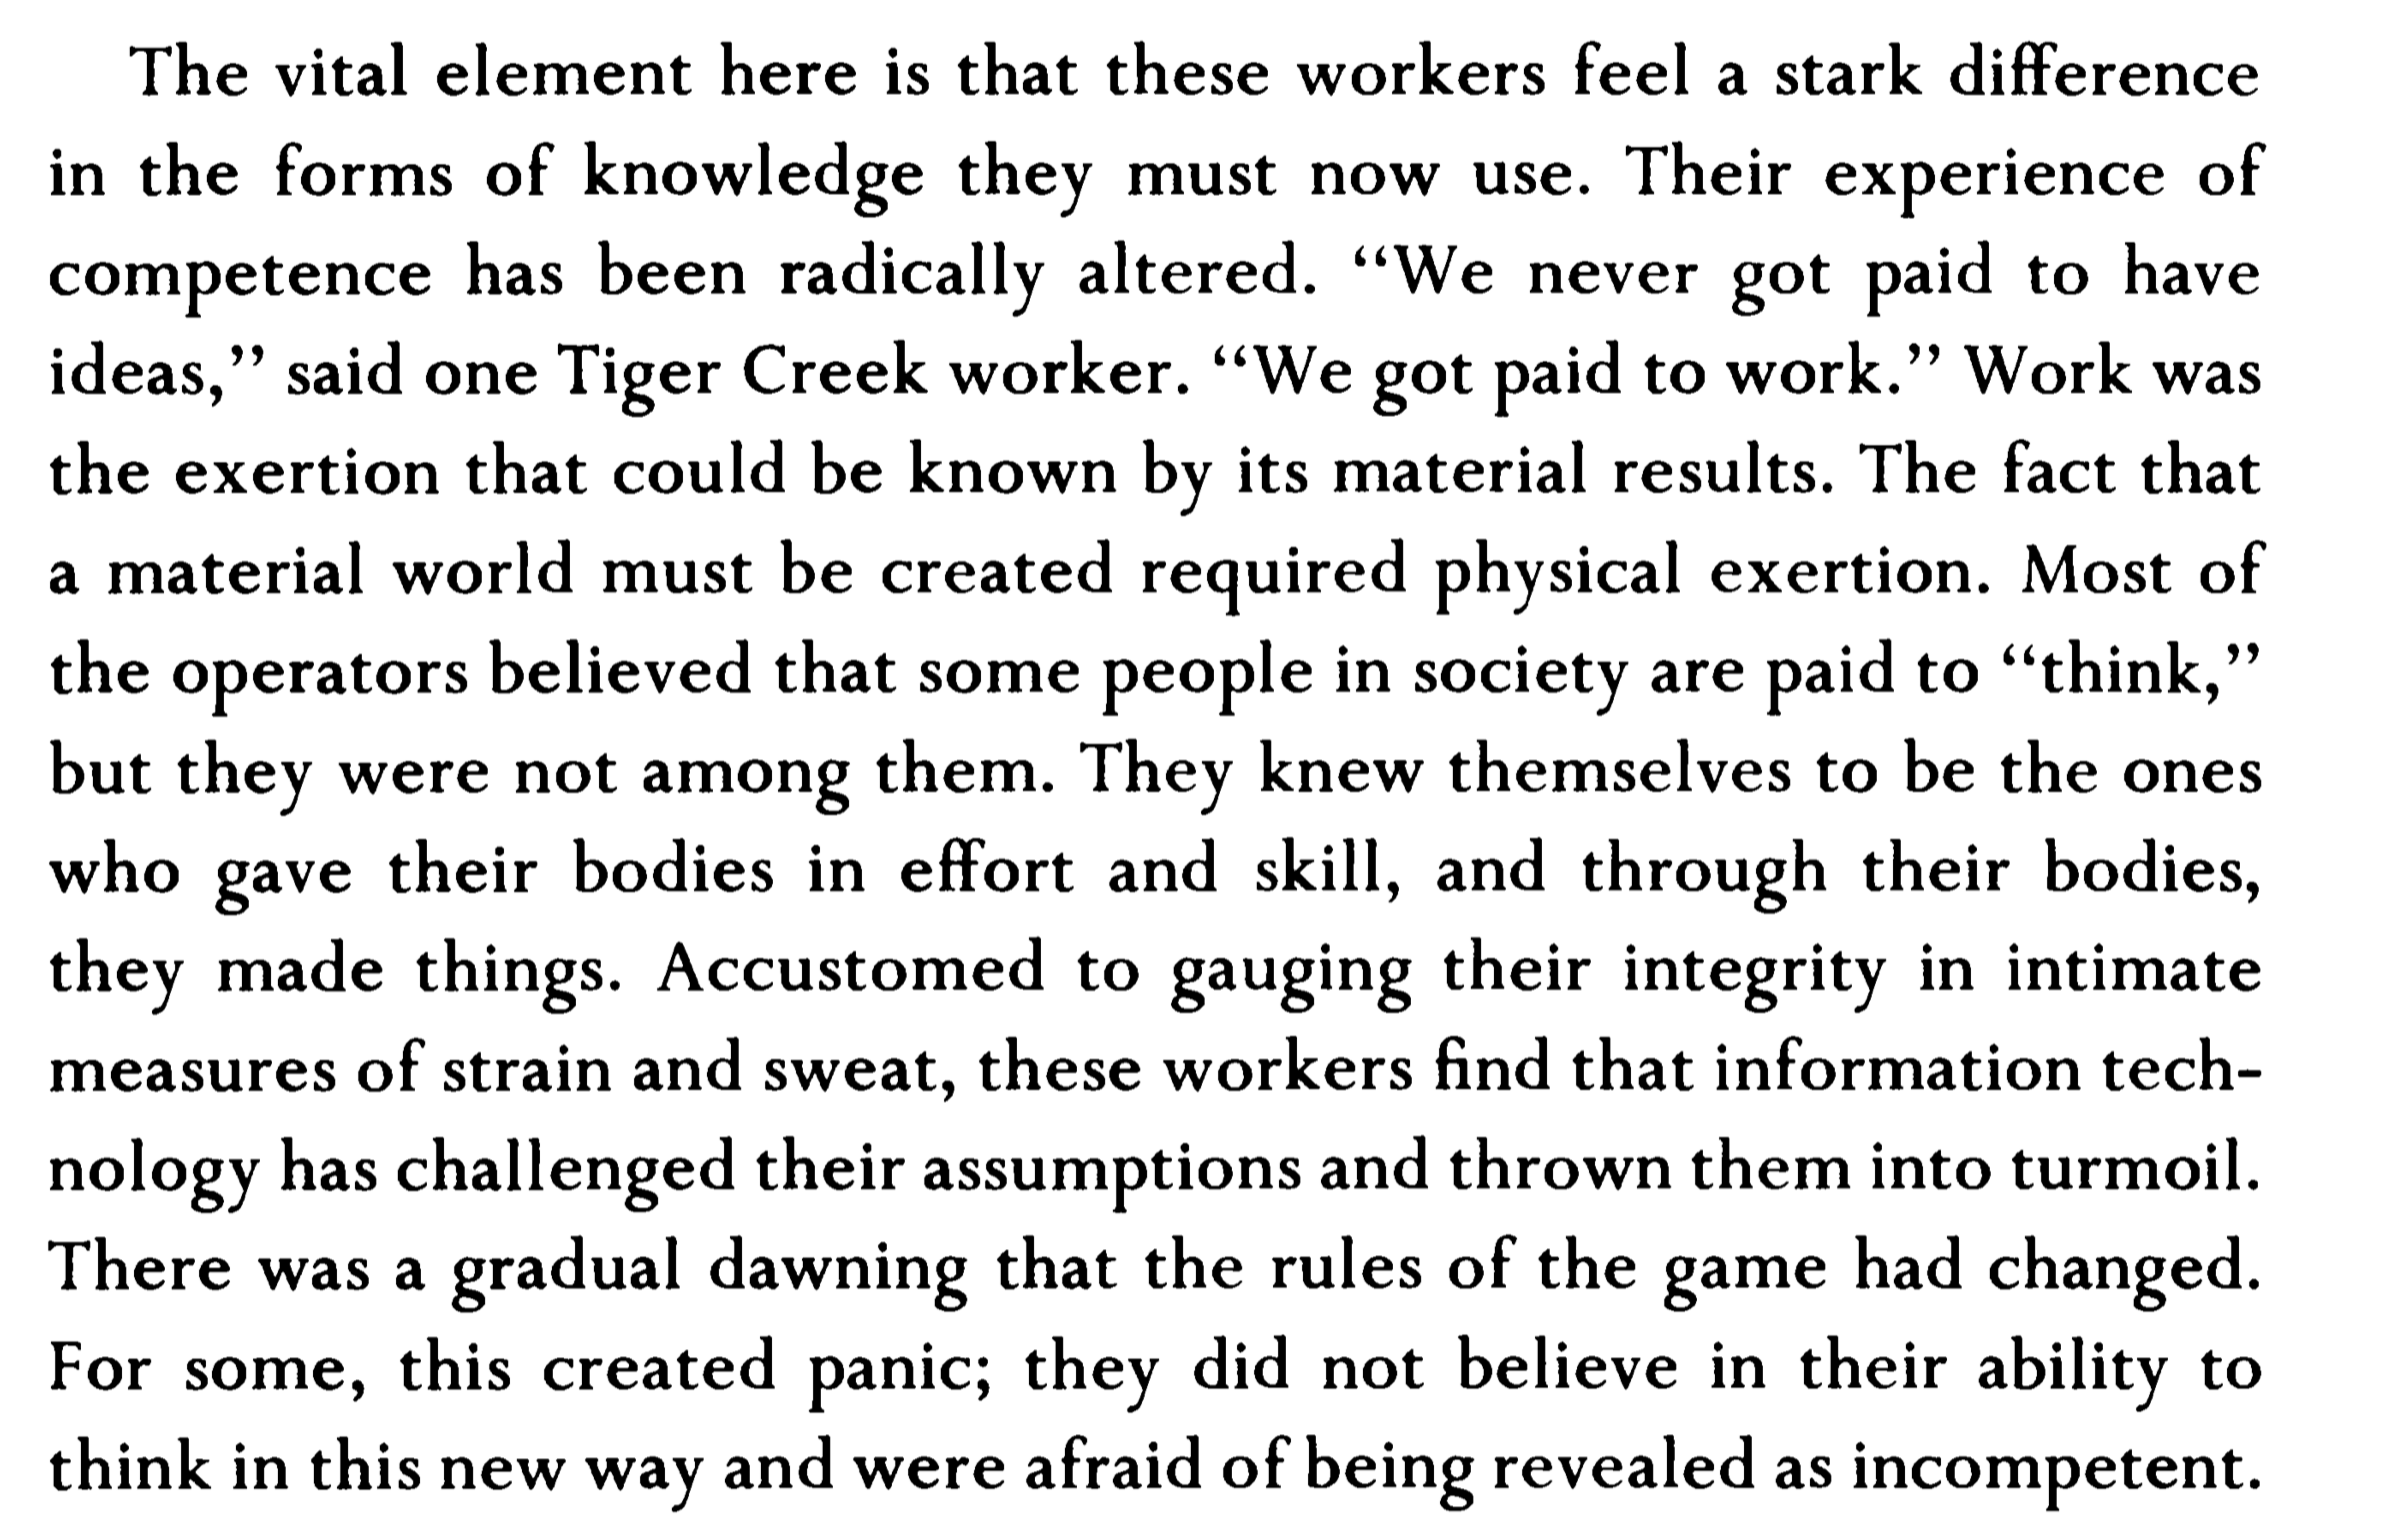 The vital element here is that these workers feel a stark difference
in the forms of knowledge they must now use. Their experience of
competence has been radically altered. “We never got paid to have
ideas,” said one Tiger Creek worker. “We got paid to work.” Work was
the exertion that could be known by its material results. The fact that
a material world must be created required physical exertion. Most of
the operators believed that some people in society are paid to “think,”
but they were not among them. They knew themselves to be the ones
who gave their bodies in effort and skill, and through their bodies,
they made things. Accustomed to gauging their integrity in intimate
measures of strain and sweat, these workers find that information tech-
nology has challenged their assumptions and thrown them into turmoil.
There was a gradual dawning that the rules of the game had changed.
For some, this created panic; they did not believe in their ability to
think in this new way and were afraid of being revealed as incompetent.